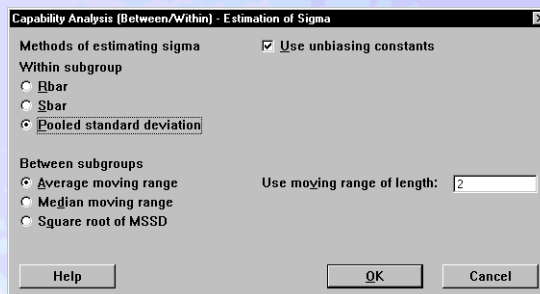 Capability Analysis (Between/Within) - Estimation of Sigma
Methods of estimating sigma
Use unbiasing constants
Within subgroup
Rbar
Sbar
Pooled standard deviation
Between subgroups
Average moving range
Use moving range of length: 2
Median moving range
Square root of MSSD
Help OK Cancel